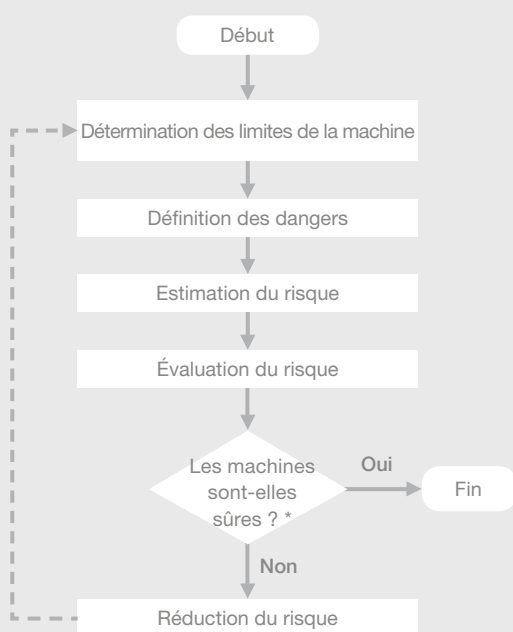 Début
Détermination des limites de la machine
Définition des dangers
Estimation du risque
Évaluation du risque
Les machines
sont-elles
sûres ? *
Oui
Fin
Non
Réduction du risque